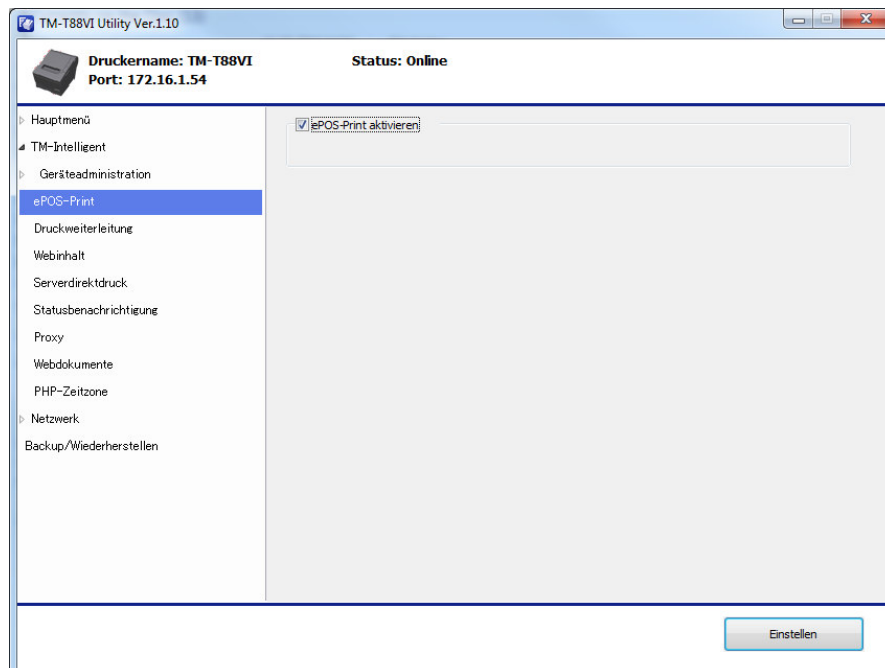 TM-T88VI Utility Ver.1.10
Druckername: TM-T88VI
Status: Online
Port: 172.16.1.54
Hauptmenü
TM-Intelligent
Geräteadministration
ePOS-Print
Druckweiterleitung
Webinhalt
Serverdirektdruck
Statusbenachrichtigung
Proxy
Webdokumente
PHP-Zeitzone
Netzwerk
Backup/Wiederherstellen
ePOS-Print aktivieren
Einstellen